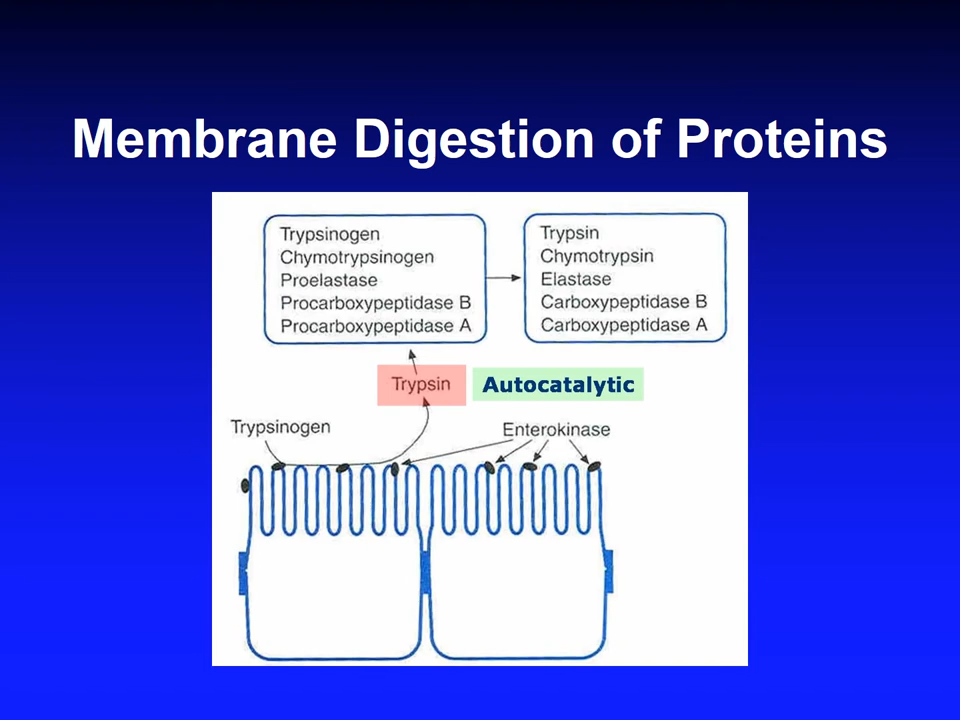 Membrane Digestion of Proteins
Trypsinogen
Chymotrypsinogen
Proelastase
Procarboxypeptidase B
Procarboxypeptidase A
Trypsin
Chymotrypsin
Elastase
Carboxypeptidase B
Carboxypeptidase A
Trypsin
Autocatalytic
Trypsinogen
Enterokinase